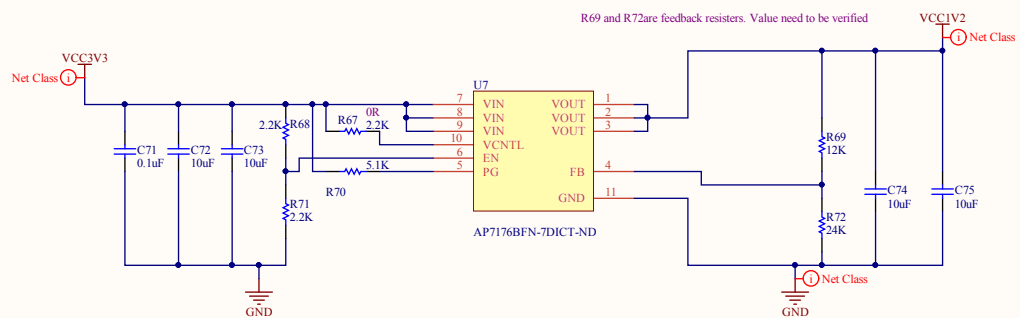 R69 and R72are feedback resisters. Value need to be verified
VCC3V3
VCC1V2
Net Class i
i Net Class
U7
7 VIN VOUT 1
8 VIN VOUT 2
9 VIN VOUT 3
10 VCNTL
6 EN
5 PG
FB 4
GND 11
AP7176BFN-7DICT-ND
2.2K R68
R67 0R
2.2K
5.1K
R70
R71
2.2K
C71
0.1uF
C72
10uF
C73
10uF
R69
12K
R72
24K
C74
10uF
C75
10uF
GND
i Net Class
GND